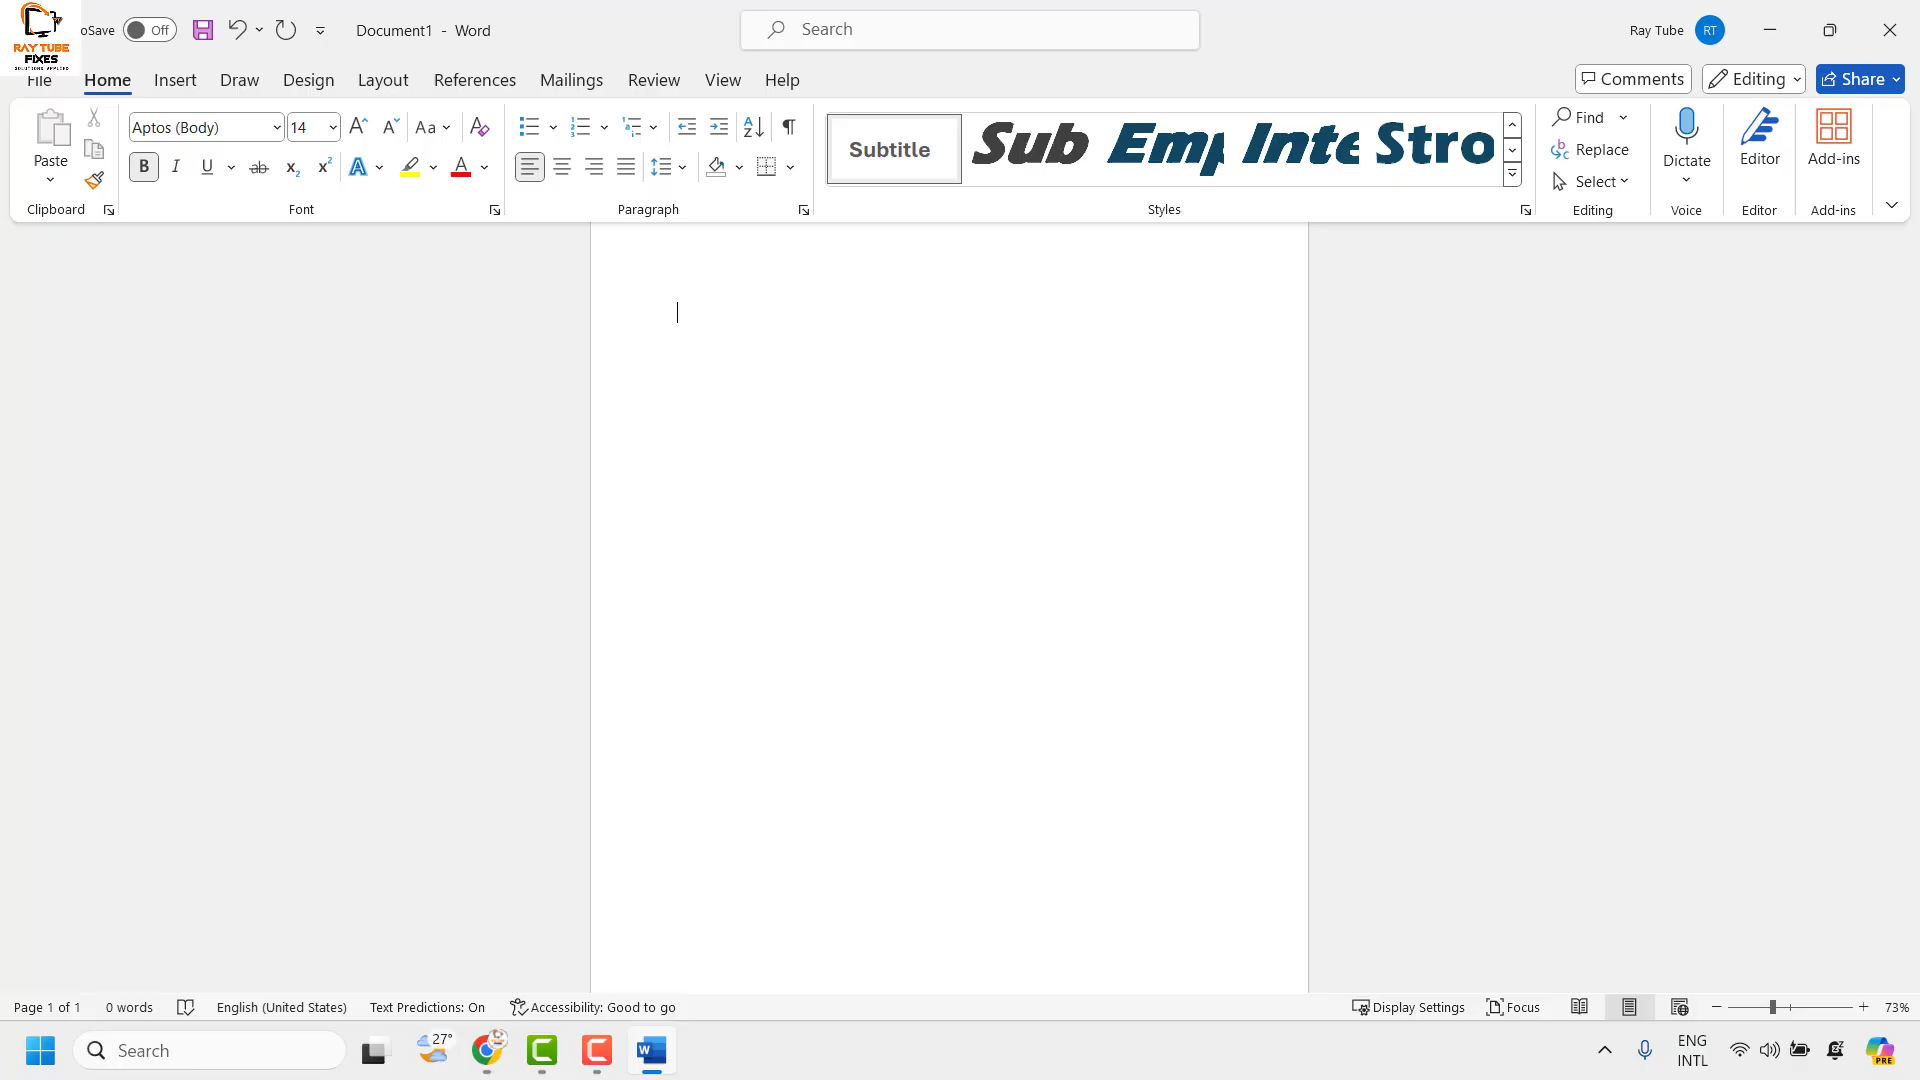 RAY TUBE
FIXES
SOLUTIONS APPLIED
oSave Off
Document1 - Word
Search
Ray Tube RT
File Home Insert Draw Design Layout References Mailings Review View Help
Comments Editing Share
Paste
Clipboard
Aptos (Body) 14
Font
Paragraph
Subtitle Sub Emp Inte Stro
Styles
Find
Replace
Select
Editing
Dictate
Voice
Editor
Editor
Add-ins
Add-ins
Page 1 of 1 0 words English (United States) Text Predictions: On Accessibility: Good to go
Display Settings Focus 73%
Search
27°
ENG
INTL
PRE